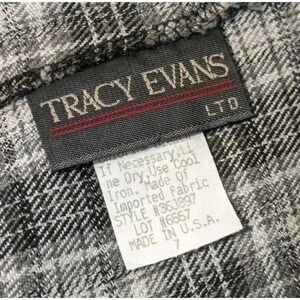 TRACY EVANS
LTD
If Necessary, Li
ne Dry, Use Cool
Iron. Made Of
Imported Fabric
STYLE #36J897
LOT #6557
MADE IN U.S.A.
7